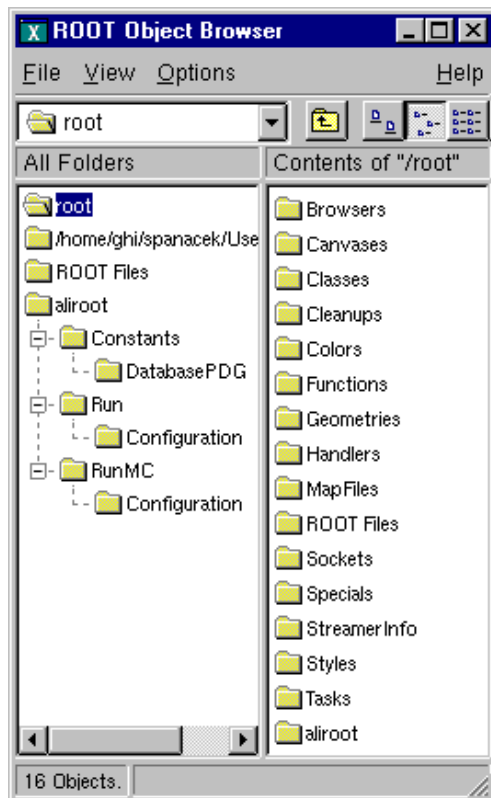 ROOT Object Browser
File View Options Help
root
All Folders
Contents of "/root"
root
/home/ghi/spanacek/Use
ROOT Files
aliroot
Constants
DatabasePDG
Run
Configuration
RunMC
Configuration
Browsers
Canvases
Classes
Cleanups
Colors
Functions
Geometries
Handlers
MapFiles
ROOT Files
Sockets
Specials
StreamerInfo
Styles
Tasks
aliroot
16 Objects.